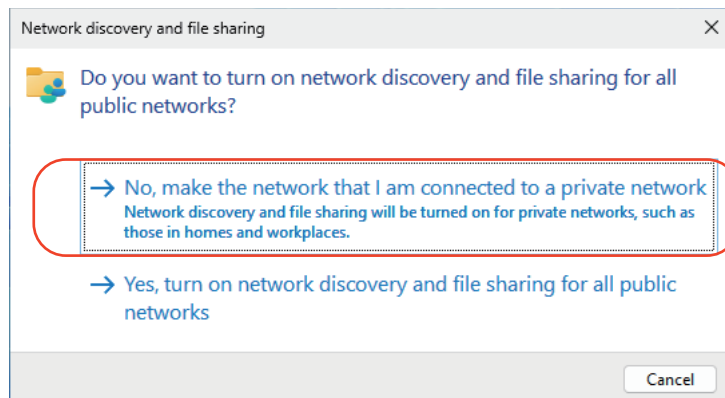 Network discovery and file sharing
Do you want to turn on network discovery and file sharing for all
public networks?
No, make the network that I am connected to a private network
Network discovery and file sharing will be turned on for private networks, such as
those in homes and workplaces.
Yes, turn on network discovery and file sharing for all public
networks
Cancel